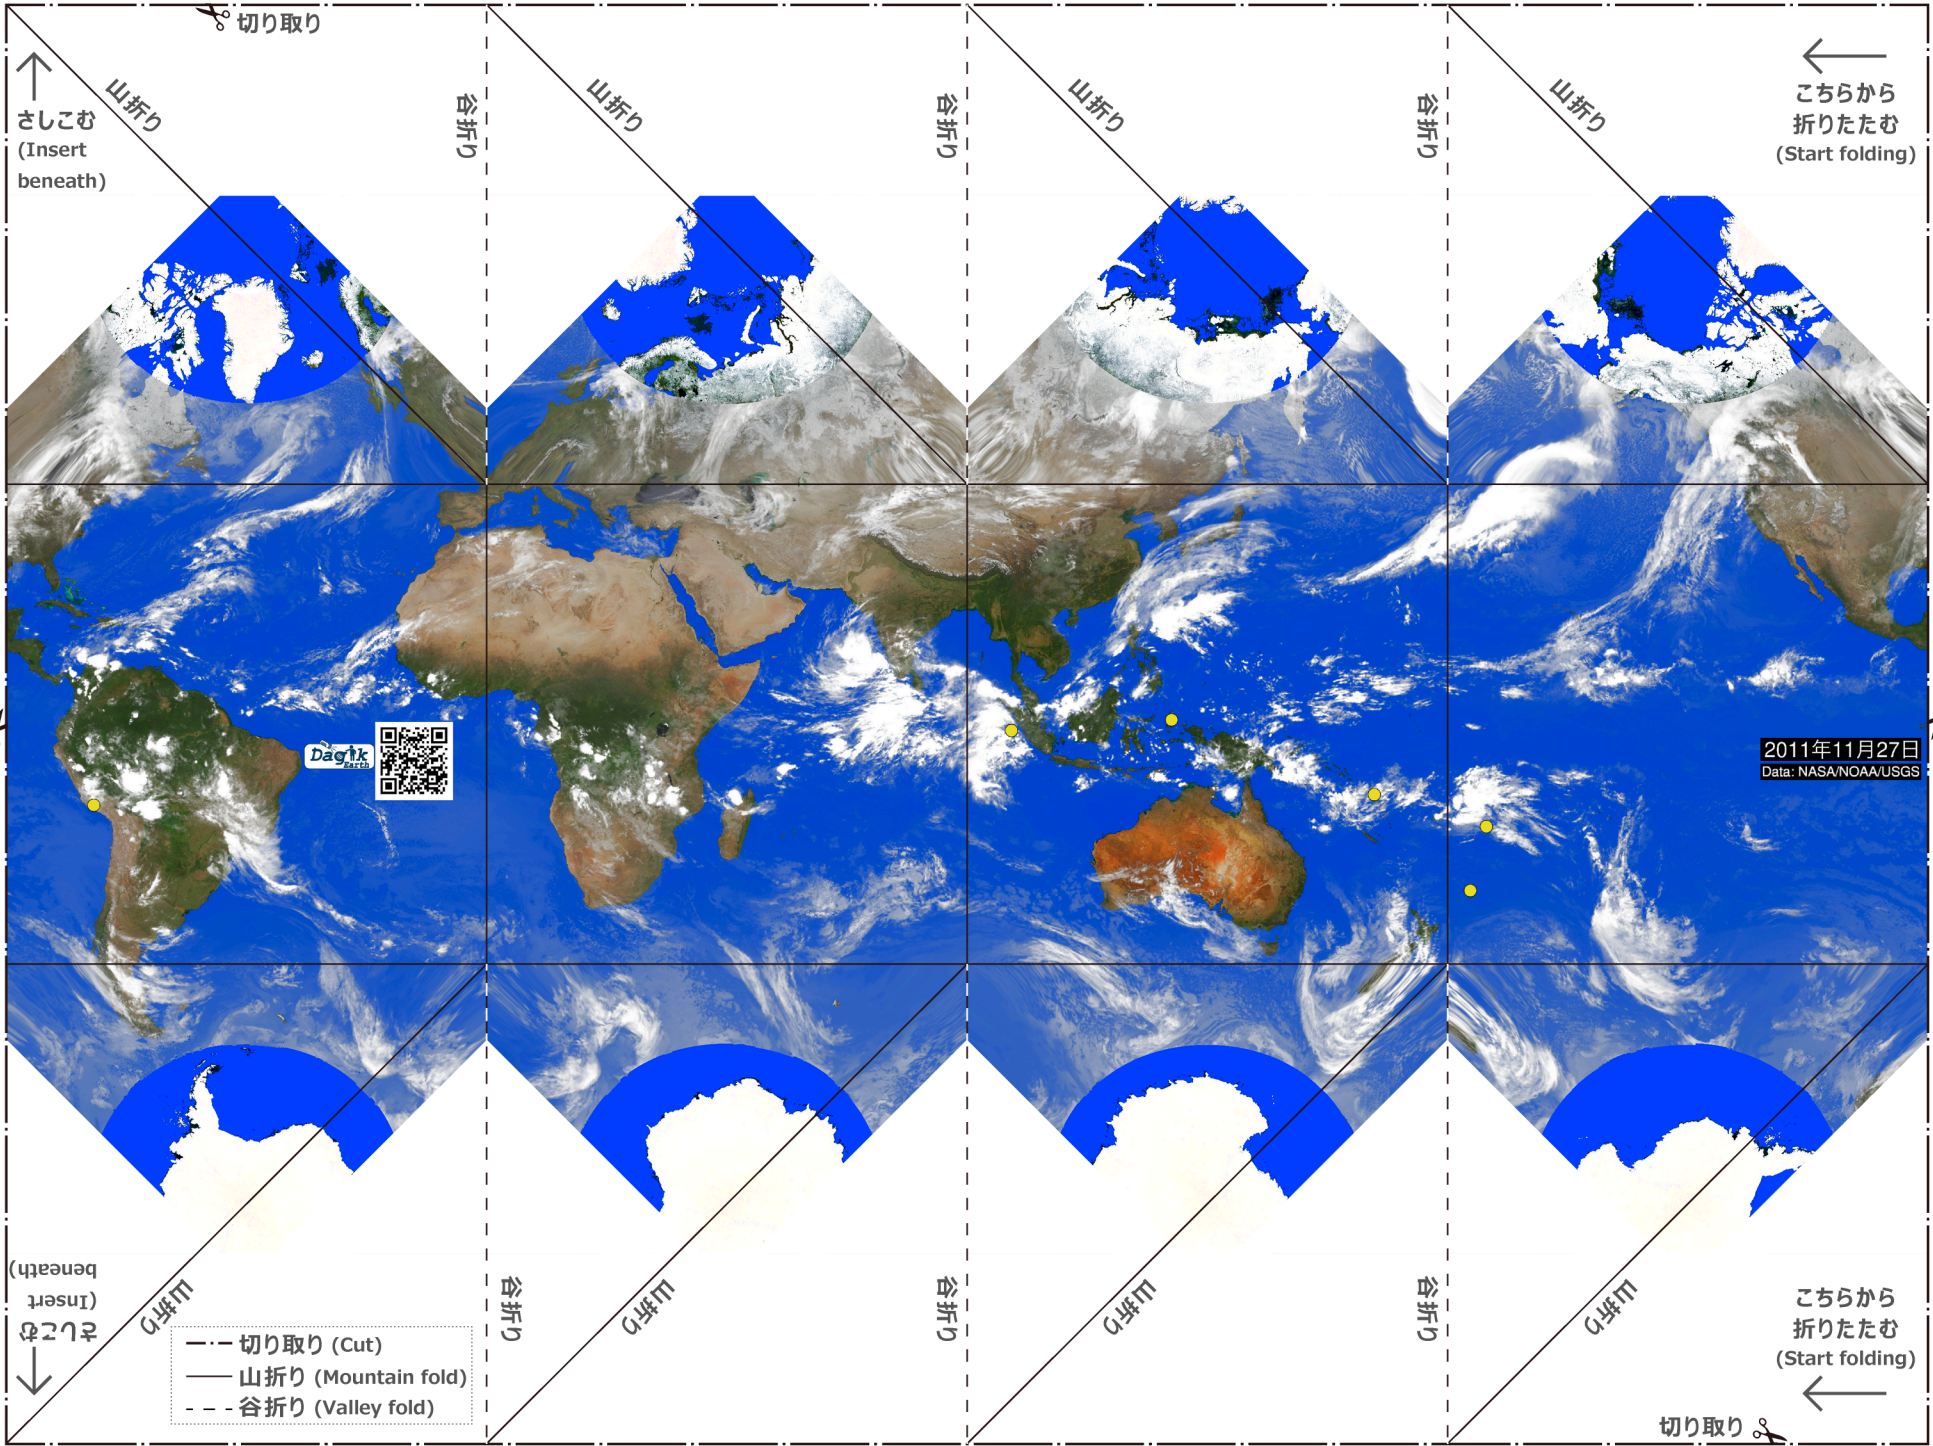 切り取り
山折り
谷折り
山折り
谷折り
山折り
谷折り
山折り
さしこむ
(Insert
beneath)
こちらから
折りたたむ
(Start folding)
Dagik
Earth
2011年11月27日
Data: NASA/NOAA/USGS
さしこむ
(Insert
beneath)
山折り
谷折り
山折り
谷折り
山折り
谷折り
山折り
切り取り (Cut)
山折り (Mountain fold)
谷折り (Valley fold)
こちらから
折りたたむ
(Start folding)
切り取り